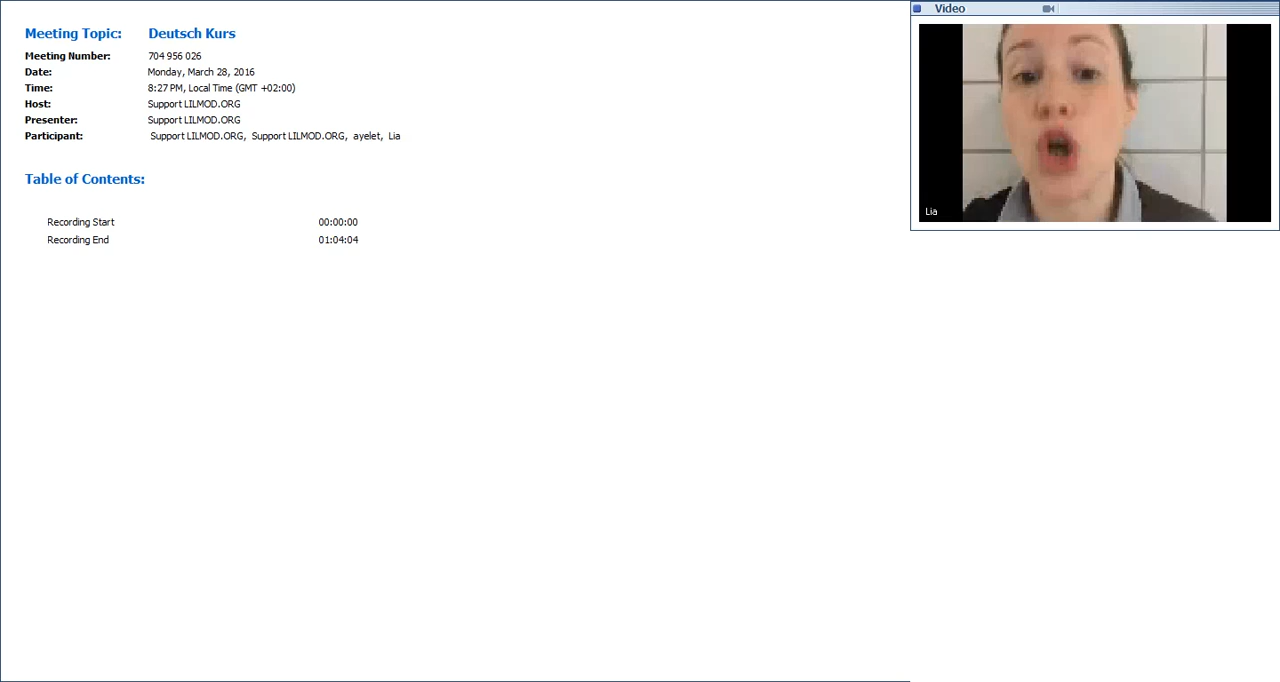 Meeting Topic: Deutsch Kurs
Meeting Number: 704 956 026
Date: Monday, March 28, 2016
Time: 8:27 PM, Local Time (GMT +02:00)
Host: Support LILMOD.ORG
Presenter: Support LILMOD.ORG
Participant: Support LILMOD.ORG, Support LILMOD.ORG, ayelet, Lia
Table of Contents:
Recording Start 00:00:00
Recording End 01:04:04
Video
Lia